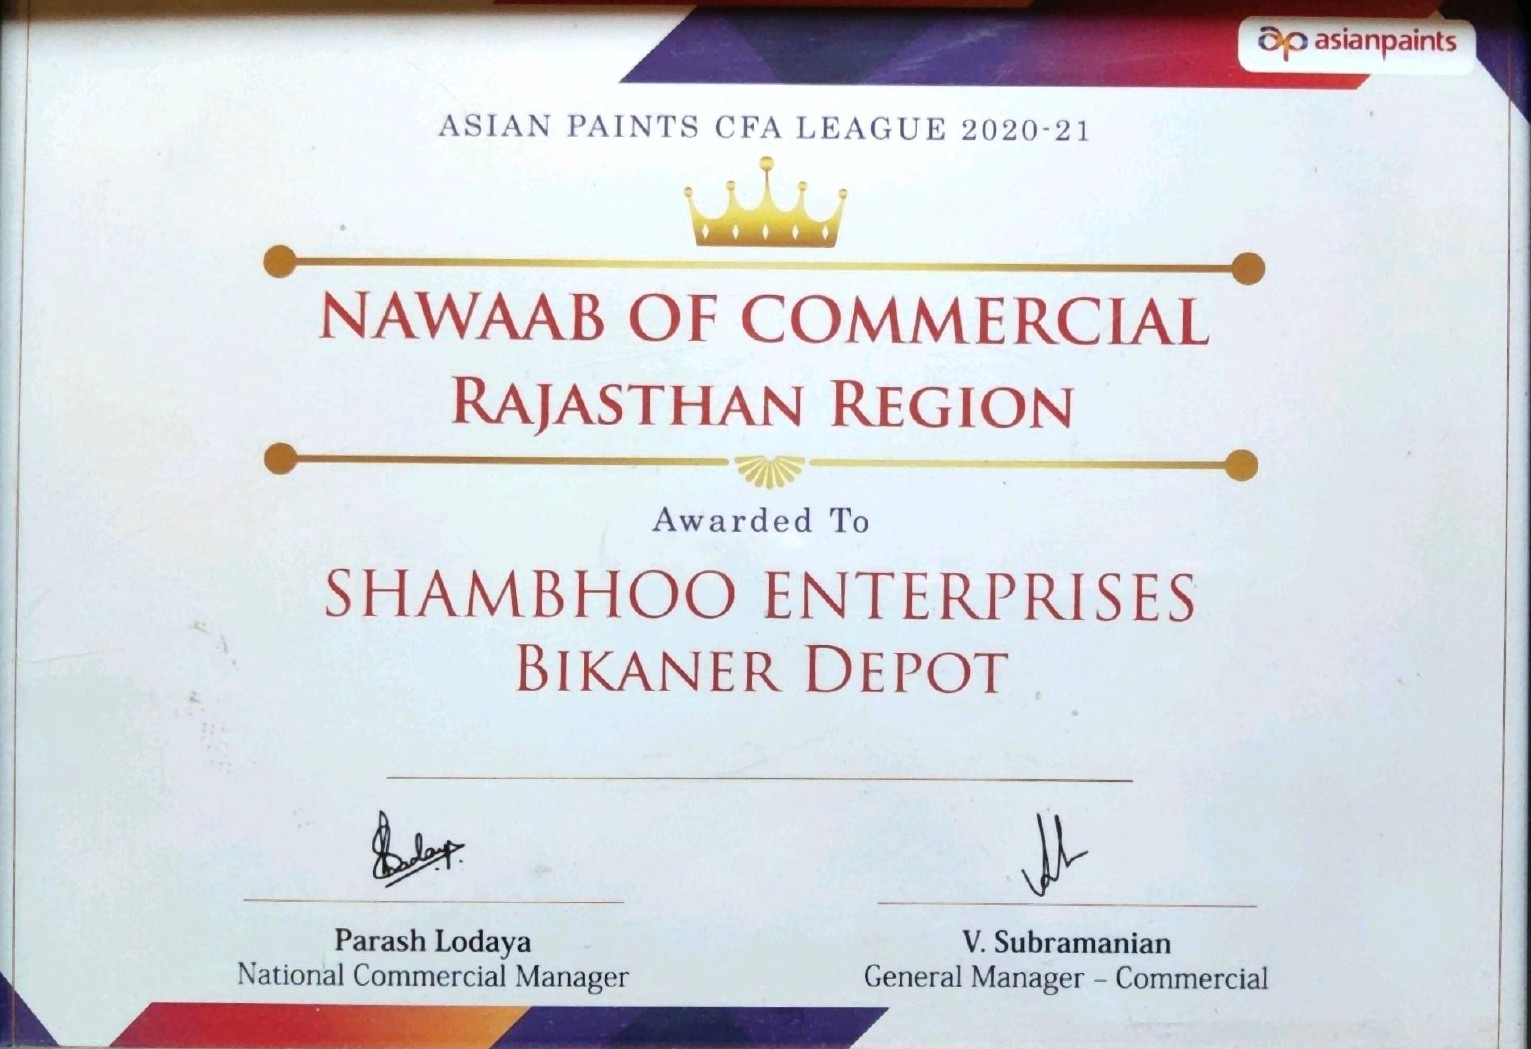 ap asianpaints
ASIAN PAINTS CFA LEAGUE 2020-21
NAWAAB OF COMMERCIAL
RAJASTHAN REGION
Awarded To
SHAMBHOO ENTERPRISES
BIKANER DEPOT
Parash Lodaya
National Commercial Manager
V. Subramanian
General Manager – Commercial